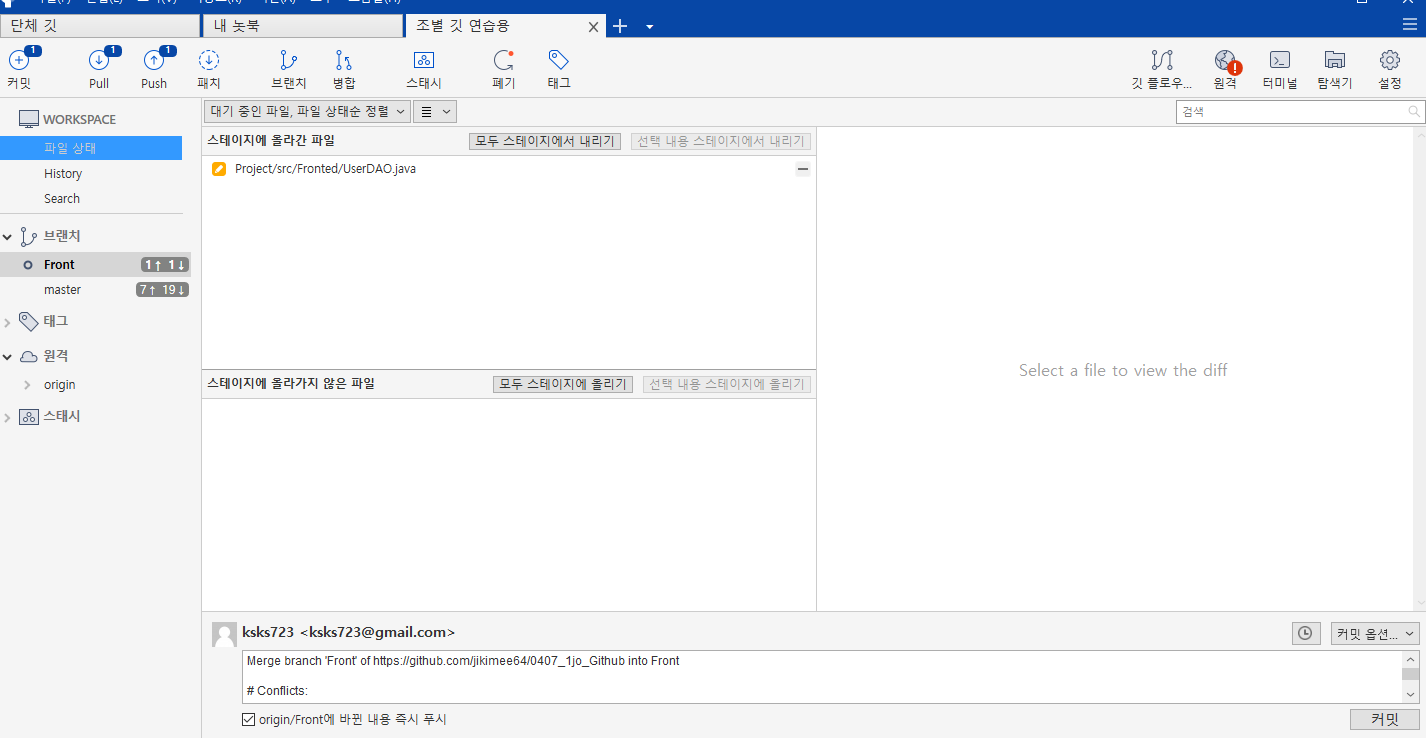 단체 깃
내 놋북
조별 깃 연습용
1
1
1
커밋
Pull
Push
패치
브랜치
병합
스태시
폐기
태그
깃 플로우...
원격
터미널
탐색기
설정
WORKSPACE
파일 상태
History
Search
브랜치
Front 1↑ 1↓
master 7↑ 19↓
태그
원격
origin
스태시
대기 중인 파일, 파일 상태순 정렬
검색
스테이지에 올라간 파일
모두 스테이지에서 내리기
선택 내용 스테이지에서 내리기
Project/src/Fronted/UserDAO.java
스테이지에 올라가지 않은 파일
모두 스테이지에 올리기
선택 내용 스테이지에 올리기
Select a file to view the diff
ksks723 <ksks723@gmail.com>
커밋 옵션...
Merge branch 'Front' of https://github.com/jikimee64/0407_1jo_Github into Front
# Conflicts:
origin/Front에 바뀐 내용 즉시 푸시
커밋